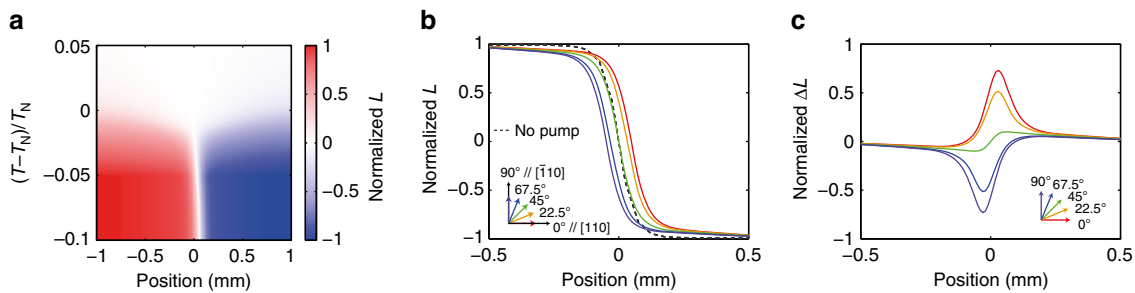 a
(T−T_N)/T_N
0.05
0
−0.05
−0.1
−1
−0.5
0
0.5
1
Position (mm)
1
0.5
0
−0.5
−1
Normalized L
b
Normalized L
1
0.5
0
−0.5
−1
No pump
90° // [1̄10]
67.5°
45°
22.5°
0° // [110]
−0.5
0
0.5
Position (mm)
c
Normalized ΔL
1
0.5
0
−0.5
−1
90°
67.5°
45°
22.5°
0°
−0.5
0
0.5
Position (mm)